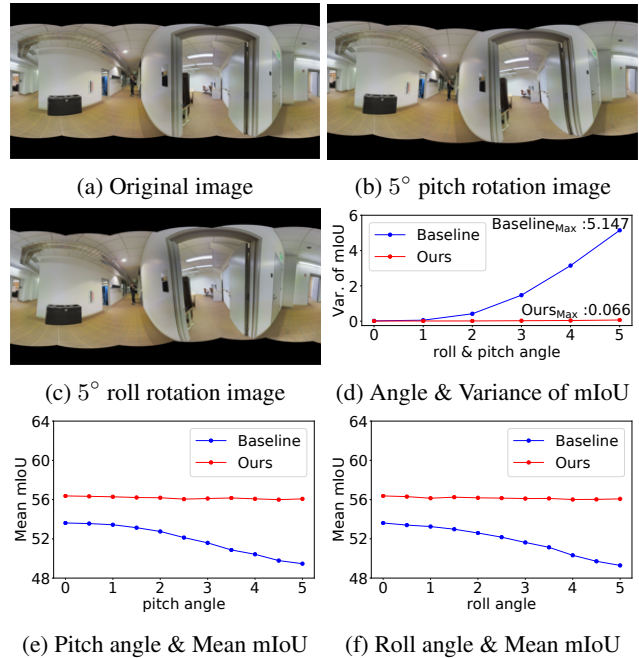 (a) Original image
(b) 5° pitch rotation image
(c) 5° roll rotation image
Var. of mIoU
6
4
2
0
Baseline
Ours
BaselineMax :5.147
OursMax :0.066
0 1 2 3 4 5
roll & pitch angle
(d) Angle & Variance of mIoU
Mean mIoU
64
60
56
52
48
Baseline
Ours
0 1 2 3 4 5
pitch angle
(e) Pitch angle & Mean mIoU
Mean mIoU
64
60
56
52
48
Baseline
Ours
0 1 2 3 4 5
roll angle
(f) Roll angle & Mean mIoU